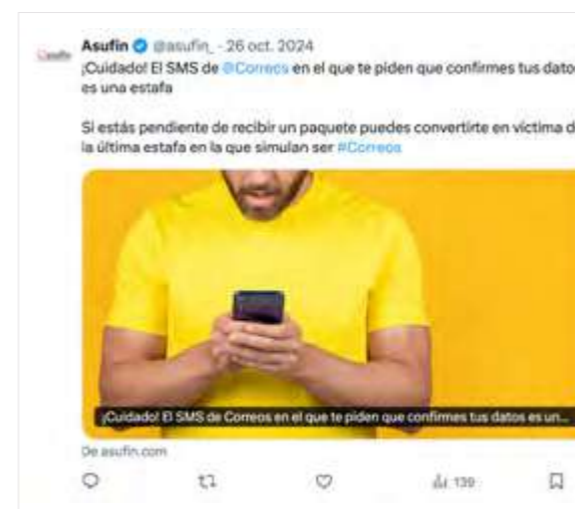 Asufin @asufin_ · 26 oct. 2024
¡Cuidado! El SMS de @Correos en el que te piden que confirmes tus dato
es una estafa
Si estás pendiente de recibir un paquete puedes convertirte en víctima d
la última estafa en la que simulan ser #Correos
¡Cuidado! El SMS de Correos en el que te piden que confirmes tus datos es un...
De asufin.com
139